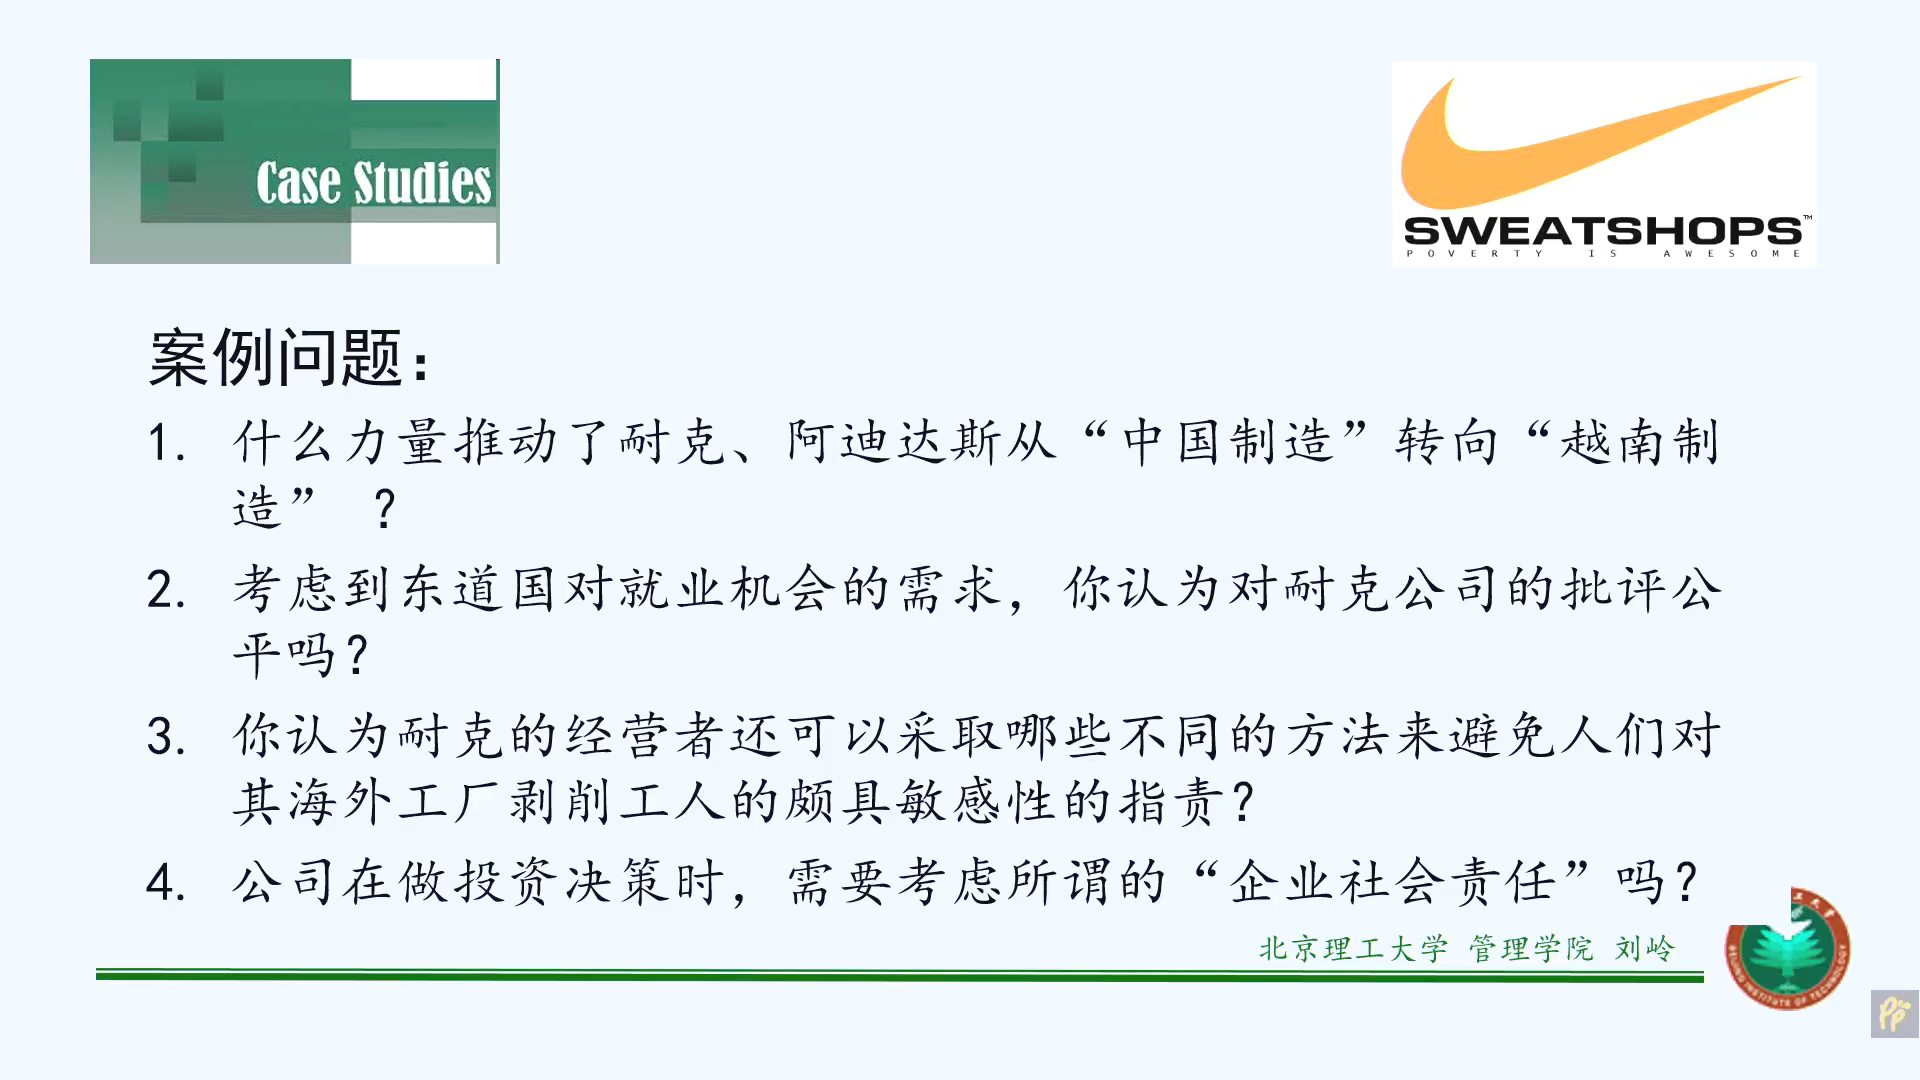 Case Studies
SWEATSHOPS™
POVERTY IS AWESOME
案例问题：
1. 什么力量推动了耐克、阿迪达斯从“中国制造”转向“越南制
造” ？
2. 考虑到东道国对就业机会的需求，你认为对耐克公司的批评公
平吗？
3. 你认为耐克的经营者还可以采取哪些不同的方法来避免人们对
其海外工厂剥削工人的颇具敏感性的指责？
4. 公司在做投资决策时，需要考虑所谓的“企业社会责任”吗？
北京理工大学 管理学院 刘岭
BEIJING INSTITUTE OF TECHNOLOGY